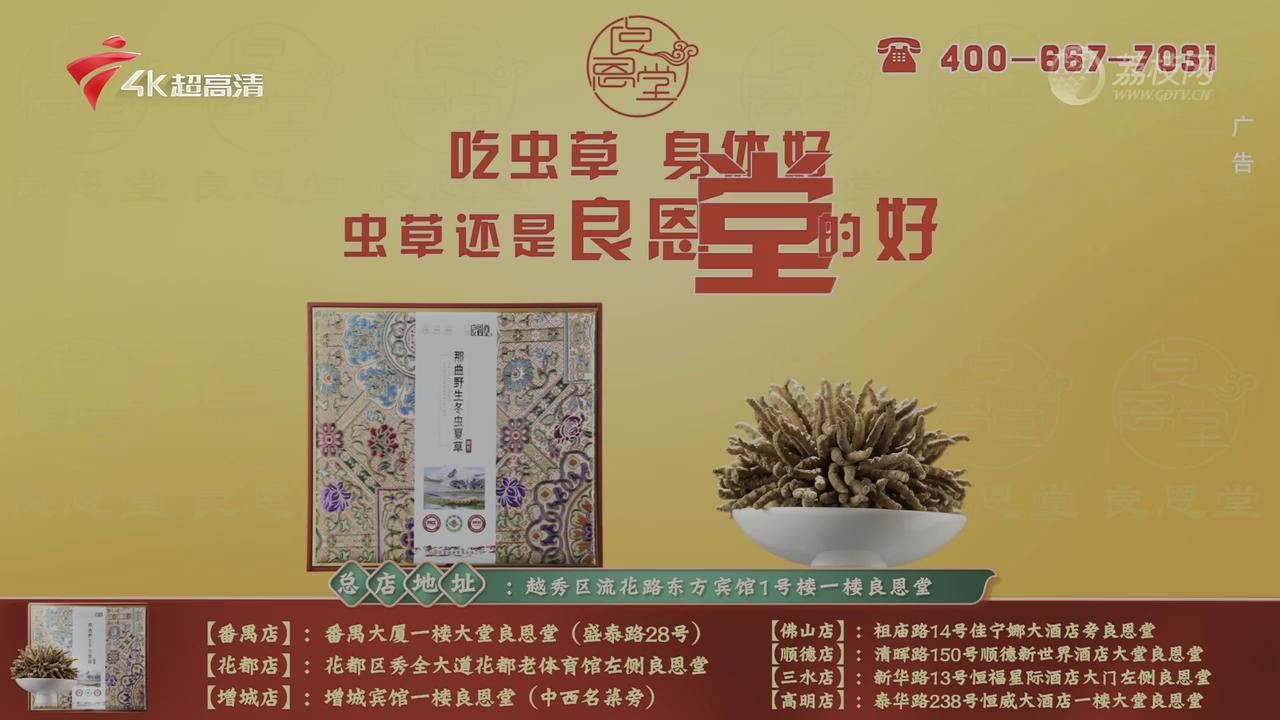 4K超高清
良恩堂
400-667-7031
荔枝网
WWW.GDTV.CN
广告
吃虫草 身体好
虫草还是良恩堂的好
良恩堂
那曲野生冬虫夏草
总店地址：越秀区流花路东方宾馆1号楼一楼良恩堂
【番禺店】：番禺大厦一楼大堂良恩堂（盛泰路28号）
【花都店】：花都区秀全大道花都老体育馆左侧良恩堂
【增城店】：增城宾馆一楼良恩堂（中西名菜旁）
【佛山店】：祖庙路14号佳宁娜大酒店旁良恩堂
【顺德店】：清晖路150号顺德新世界酒店大堂良恩堂
【三水店】：新华路13号恒福星际酒店大门左侧良恩堂
【高明店】：泰华路238号恒威大酒店一楼大堂良恩堂